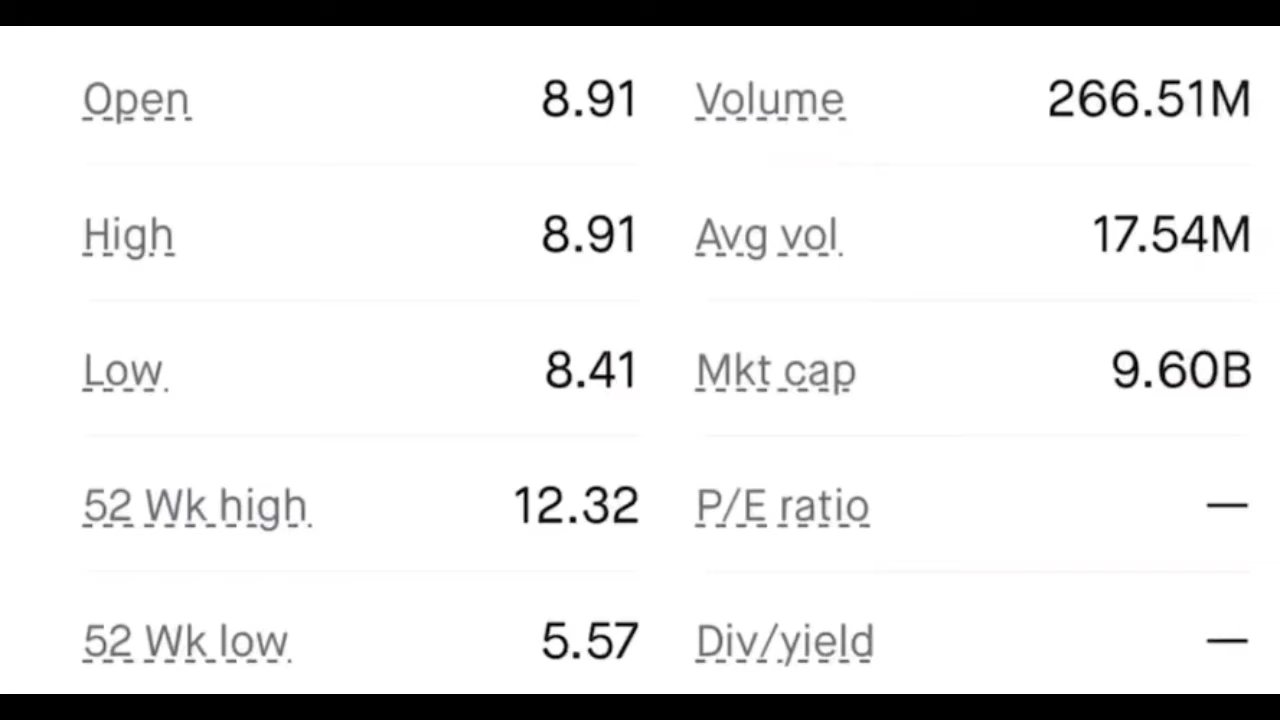 Open 8.91 Volume 266.51M
High 8.91 Avg vol 17.54M
Low 8.41 Mkt cap 9.60B
52 Wk high 12.32 P/E ratio —
52 Wk low 5.57 Div/yield —